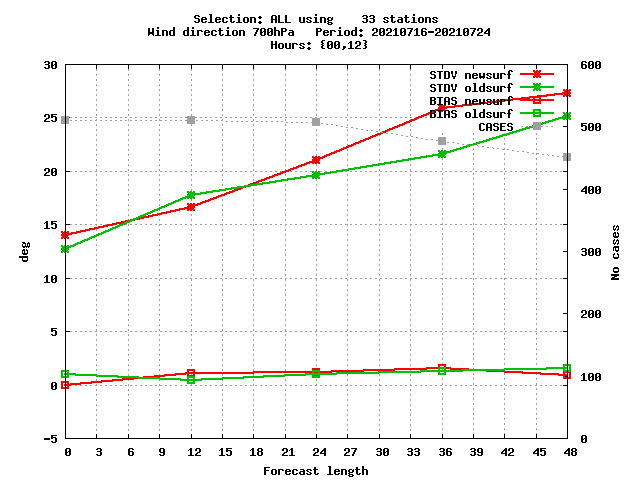 Selection: ALL using    33 stations
Wind direction 700hPa   Period: 20210716-20210724
Hours: {00,12}
STDV newsurf
STDV oldsurf
BIAS newsurf
BIAS oldsurf
CASES
30
25
20
15
10
5
0
-5
deg
600
500
400
300
200
100
0
No cases
0 3 6 9 12 15 18 21 24 27 30 33 36 39 42 45 48
Forecast length